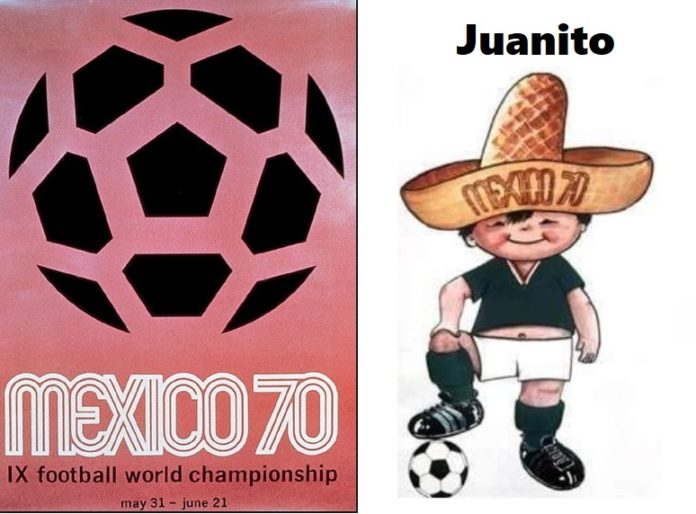 MEXICO 70
IX football world championship
may 31 – june 21
Juanito
MEXICO 70